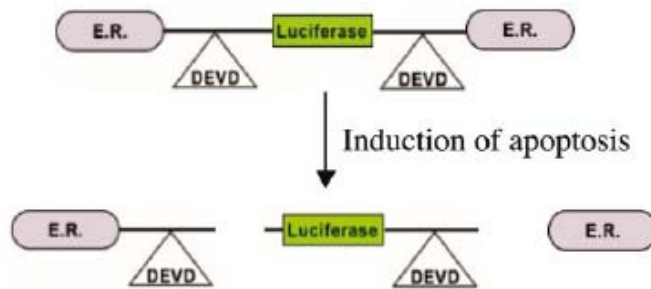 E.R. Luciferase E.R.
DEVD DEVD
Induction of apoptosis
E.R. Luciferase E.R.
DEVD DEVD